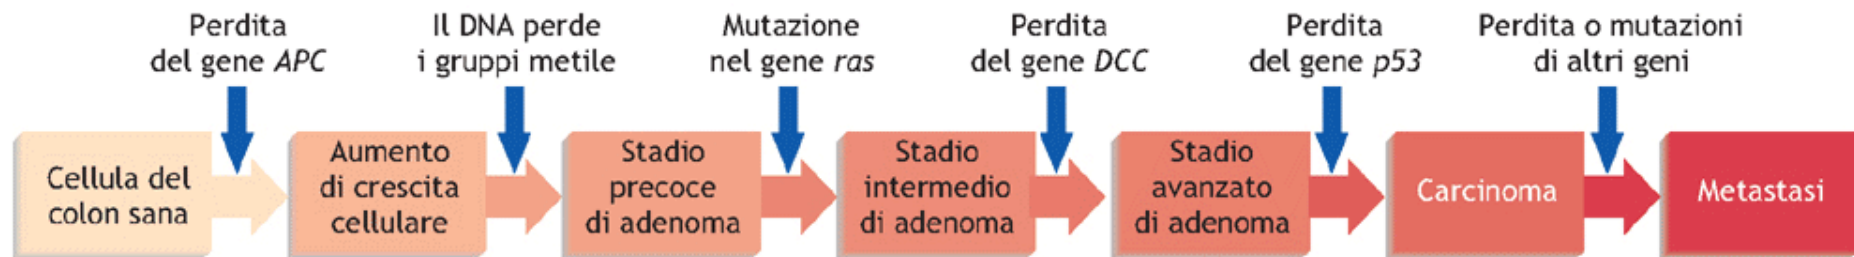 Perdita
del gene APC
Il DNA perde
i gruppi metile
Mutazione
nel gene ras
Perdita
del gene DCC
Perdita
del gene p53
Perdita o mutazioni
di altri geni
Cellula del
colon sana
Aumento
di crescita
cellulare
Stadio
precoce
di adenoma
Stadio
intermedio
di adenoma
Stadio
avanzato
di adenoma
Carcinoma
Metastasi